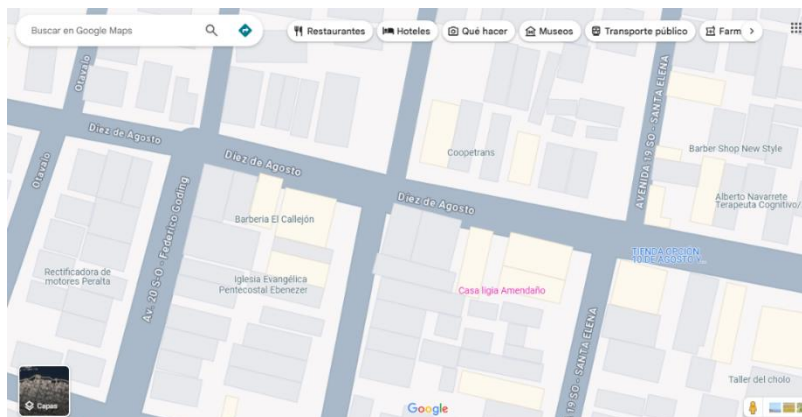 Buscar en Google Maps
Restaurantes
Hoteles
Qué hacer
Museos
Transporte público
Farm
Otavalo
Diez de Agosto
Otavalo
Diez de Agosto
Coopetrans
AVENIDA 19 SO - SANTA ELENA
Barber Shop New Style
Alberto Navarrete
Terapeuta Cognitivo/
Diez de Agosto
Av. 20 S-O - Federico Goding
Barberia El Callejón
TIENDA OPCION
10 DE AGOSTO 1...
Rectificadora de
motores Peralta
Iglesia Evangélica
Pentecostal Ebenezer
Casa ligia Amendaño
19 SO - SANTA ELENA
Taller del cholo
Capas
Google